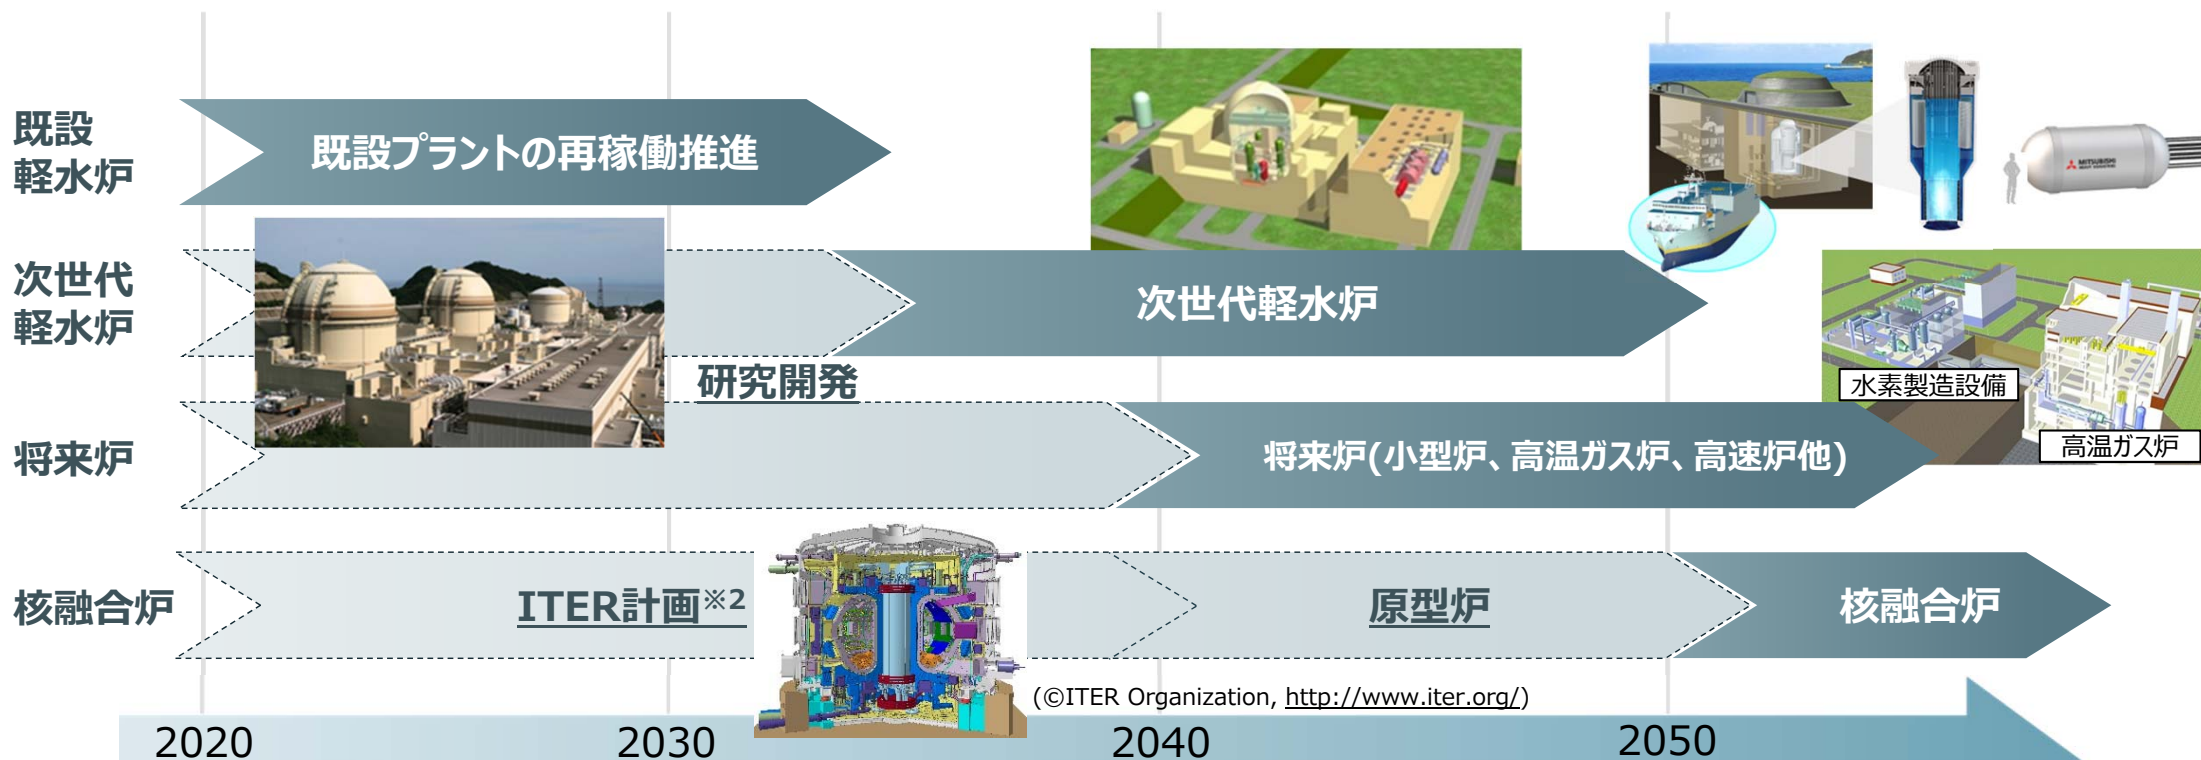 既設
軽水炉
既設プラントの再稼働推進
MITSUBISHI
HEAVY INDUSTRIES
次世代
軽水炉
次世代軽水炉
研究開発
水素製造設備
高温ガス炉
将来炉
将来炉(小型炉、高温ガス炉、高速炉他)
核融合炉
ITER計画※2
原型炉
核融合炉
(©ITER Organization, http://www.iter.org/)
2020
2030
2040
2050